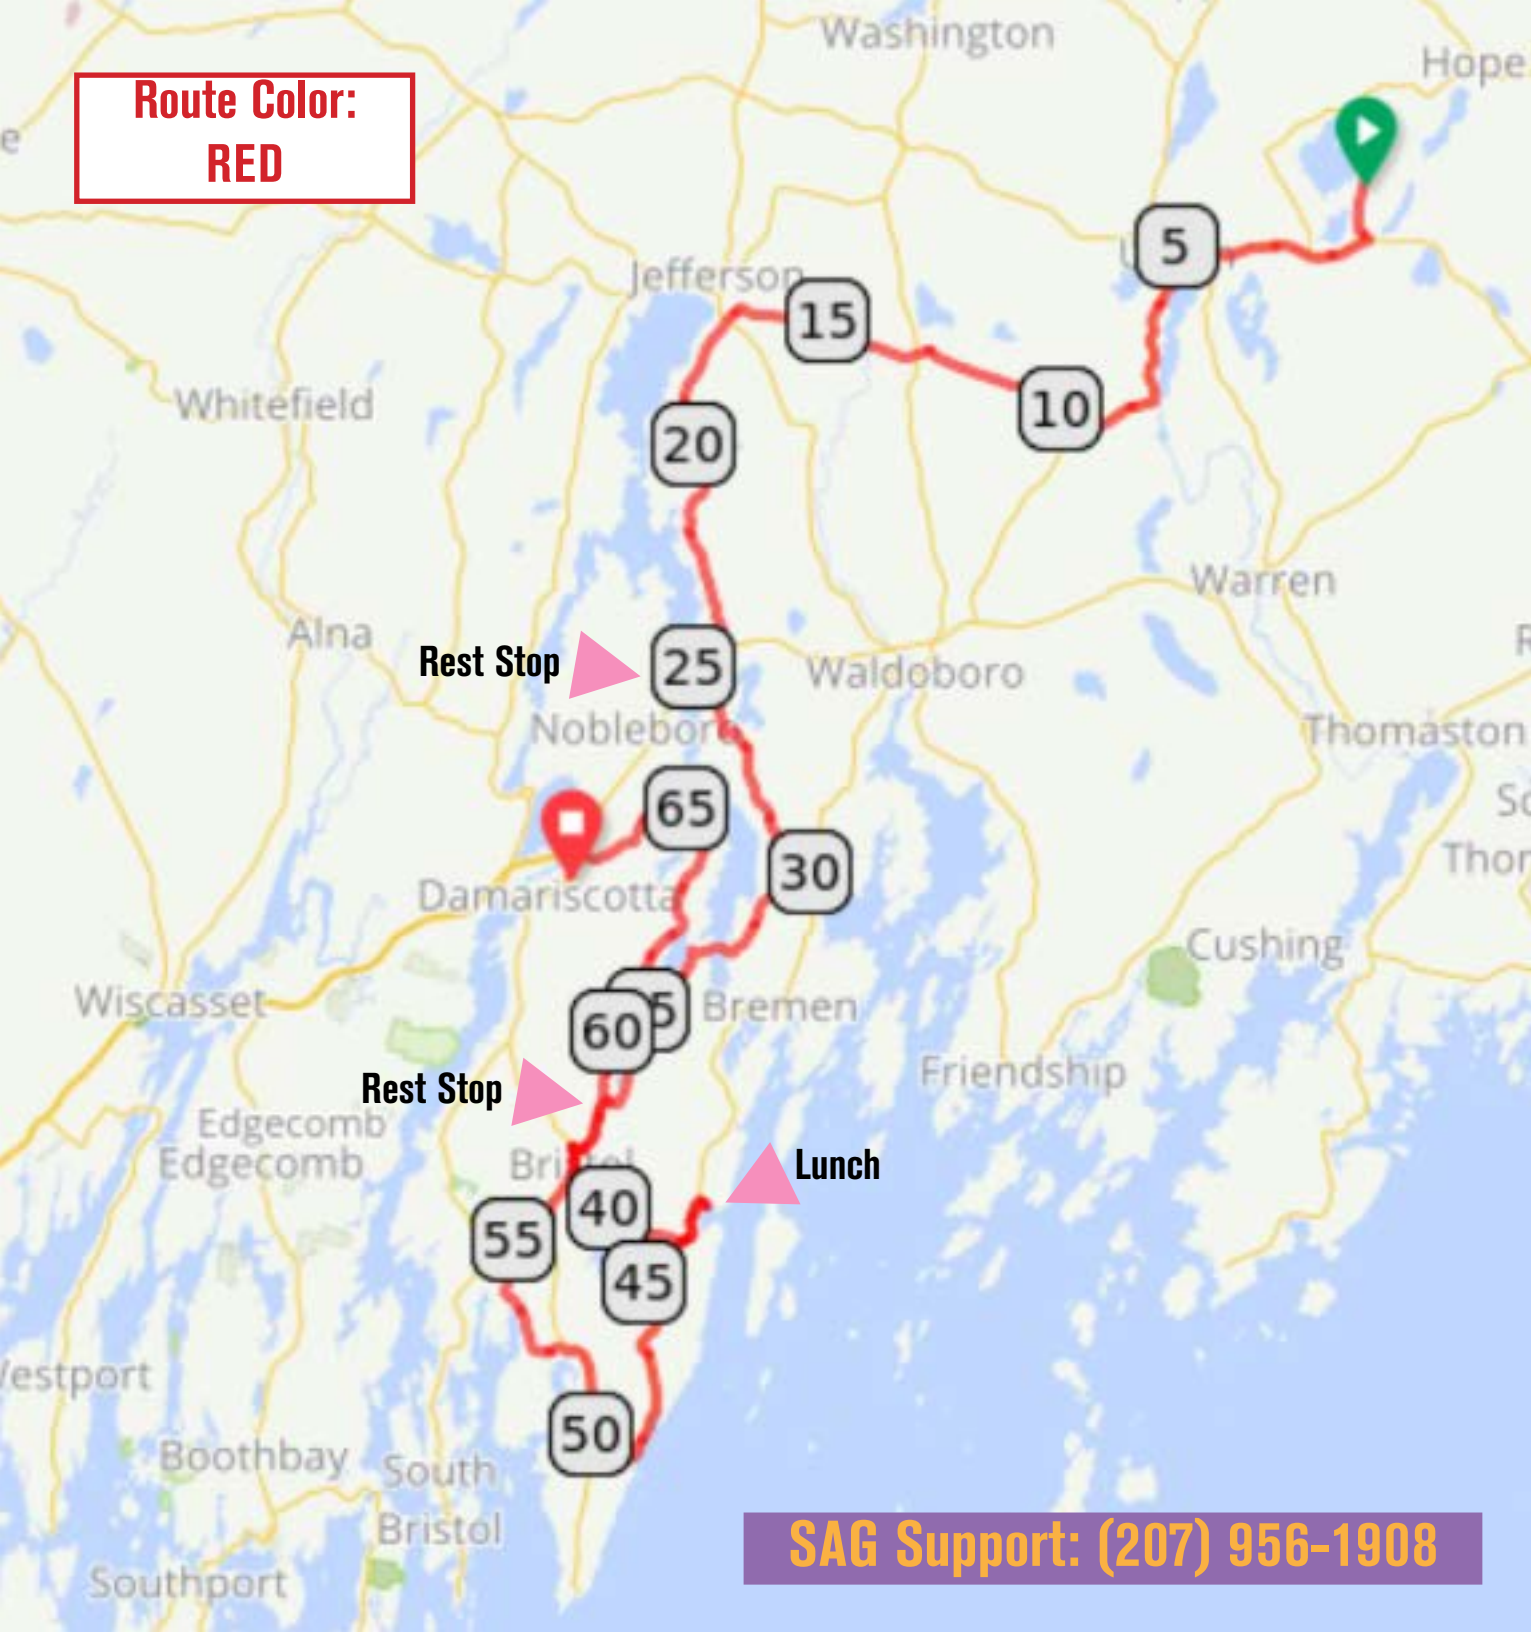 Washington
Hope
Route Color:
RED
e
5
Jefferson
15
Whitefield
10
20
Warren
Alna
Rest Stop
25
Waldoboro
Nobleboro
Thomaston
65
30
Damariscotta
Cushing
Wiscasset
60
5
Bremen
Friendship
Rest Stop
Edgecomb
Edgecomb
Bristol
Lunch
40
55
45
estport
50
Boothbay
South
Bristol
SAG Support: (207) 956-1908
Southport